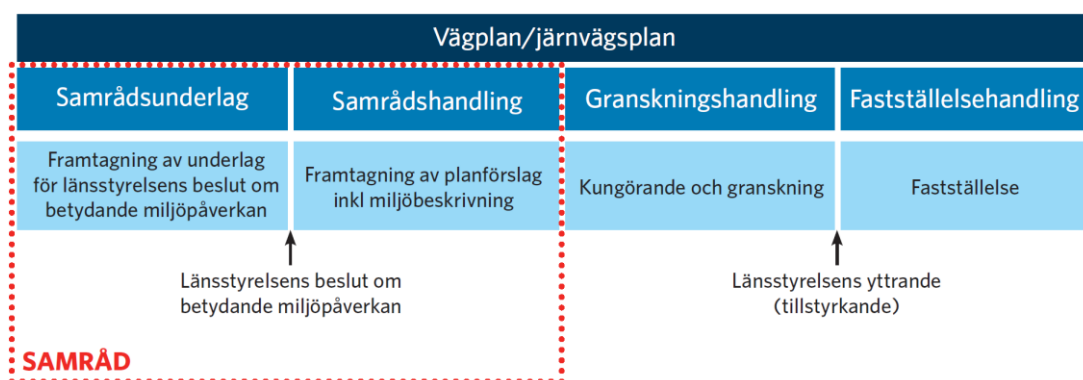 Vägplan/järnvägsplan
Samrådsunderlag
Samrådshandling
Granskningshandling
Fastställelsehandling
Framtagning av underlag
för länsstyrelsens beslut om
betydande miljöpåverkan
Framtagning av planförslag
inkl miljöbeskrivning
Kungörande och granskning
Fastställelse
Länsstyrelsens beslut om
betydande miljöpåverkan
Länsstyrelsens yttrande
(tillstyrkande)
SAMRÅD